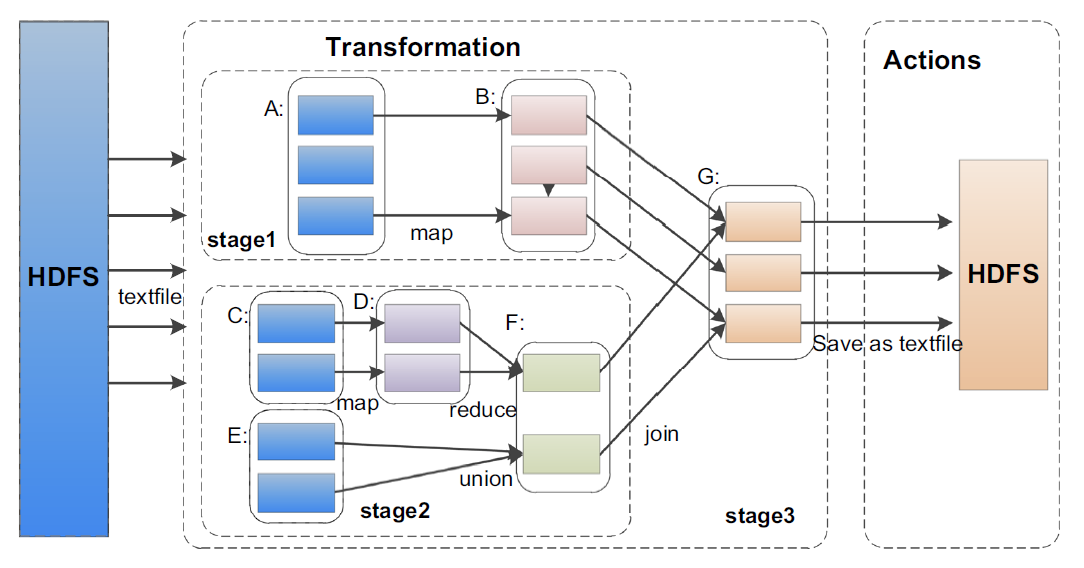 Transformation
Actions
A:
B:
G:
HDFS
textfile
map
stage1
HDFS
C:
D:
F:
Save as textfile
map
reduce
E:
join
union
stage2
stage3